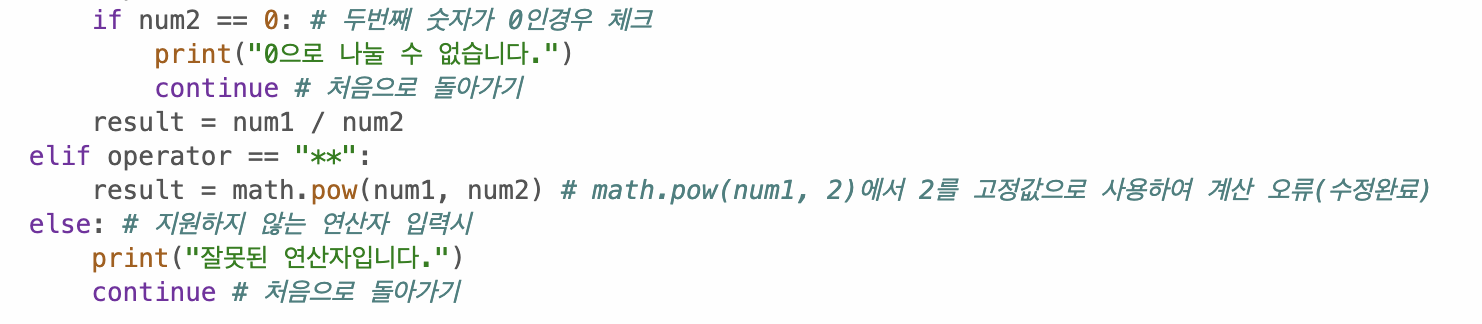 if num2 == 0: # 두번째 숫자가 0인경우 체크
print("0으로 나눌 수 없습니다.")
continue # 처음으로 돌아가기
result = num1 / num2
elif operator == "**":
result = math.pow(num1, num2) # math.pow(num1, 2)에서 2를 고정값으로 사용하여 계산 오류(수정완료)
else: # 지원하지 않는 연산자 입력시
print("잘못된 연산자입니다.")
continue # 처음으로 돌아가기